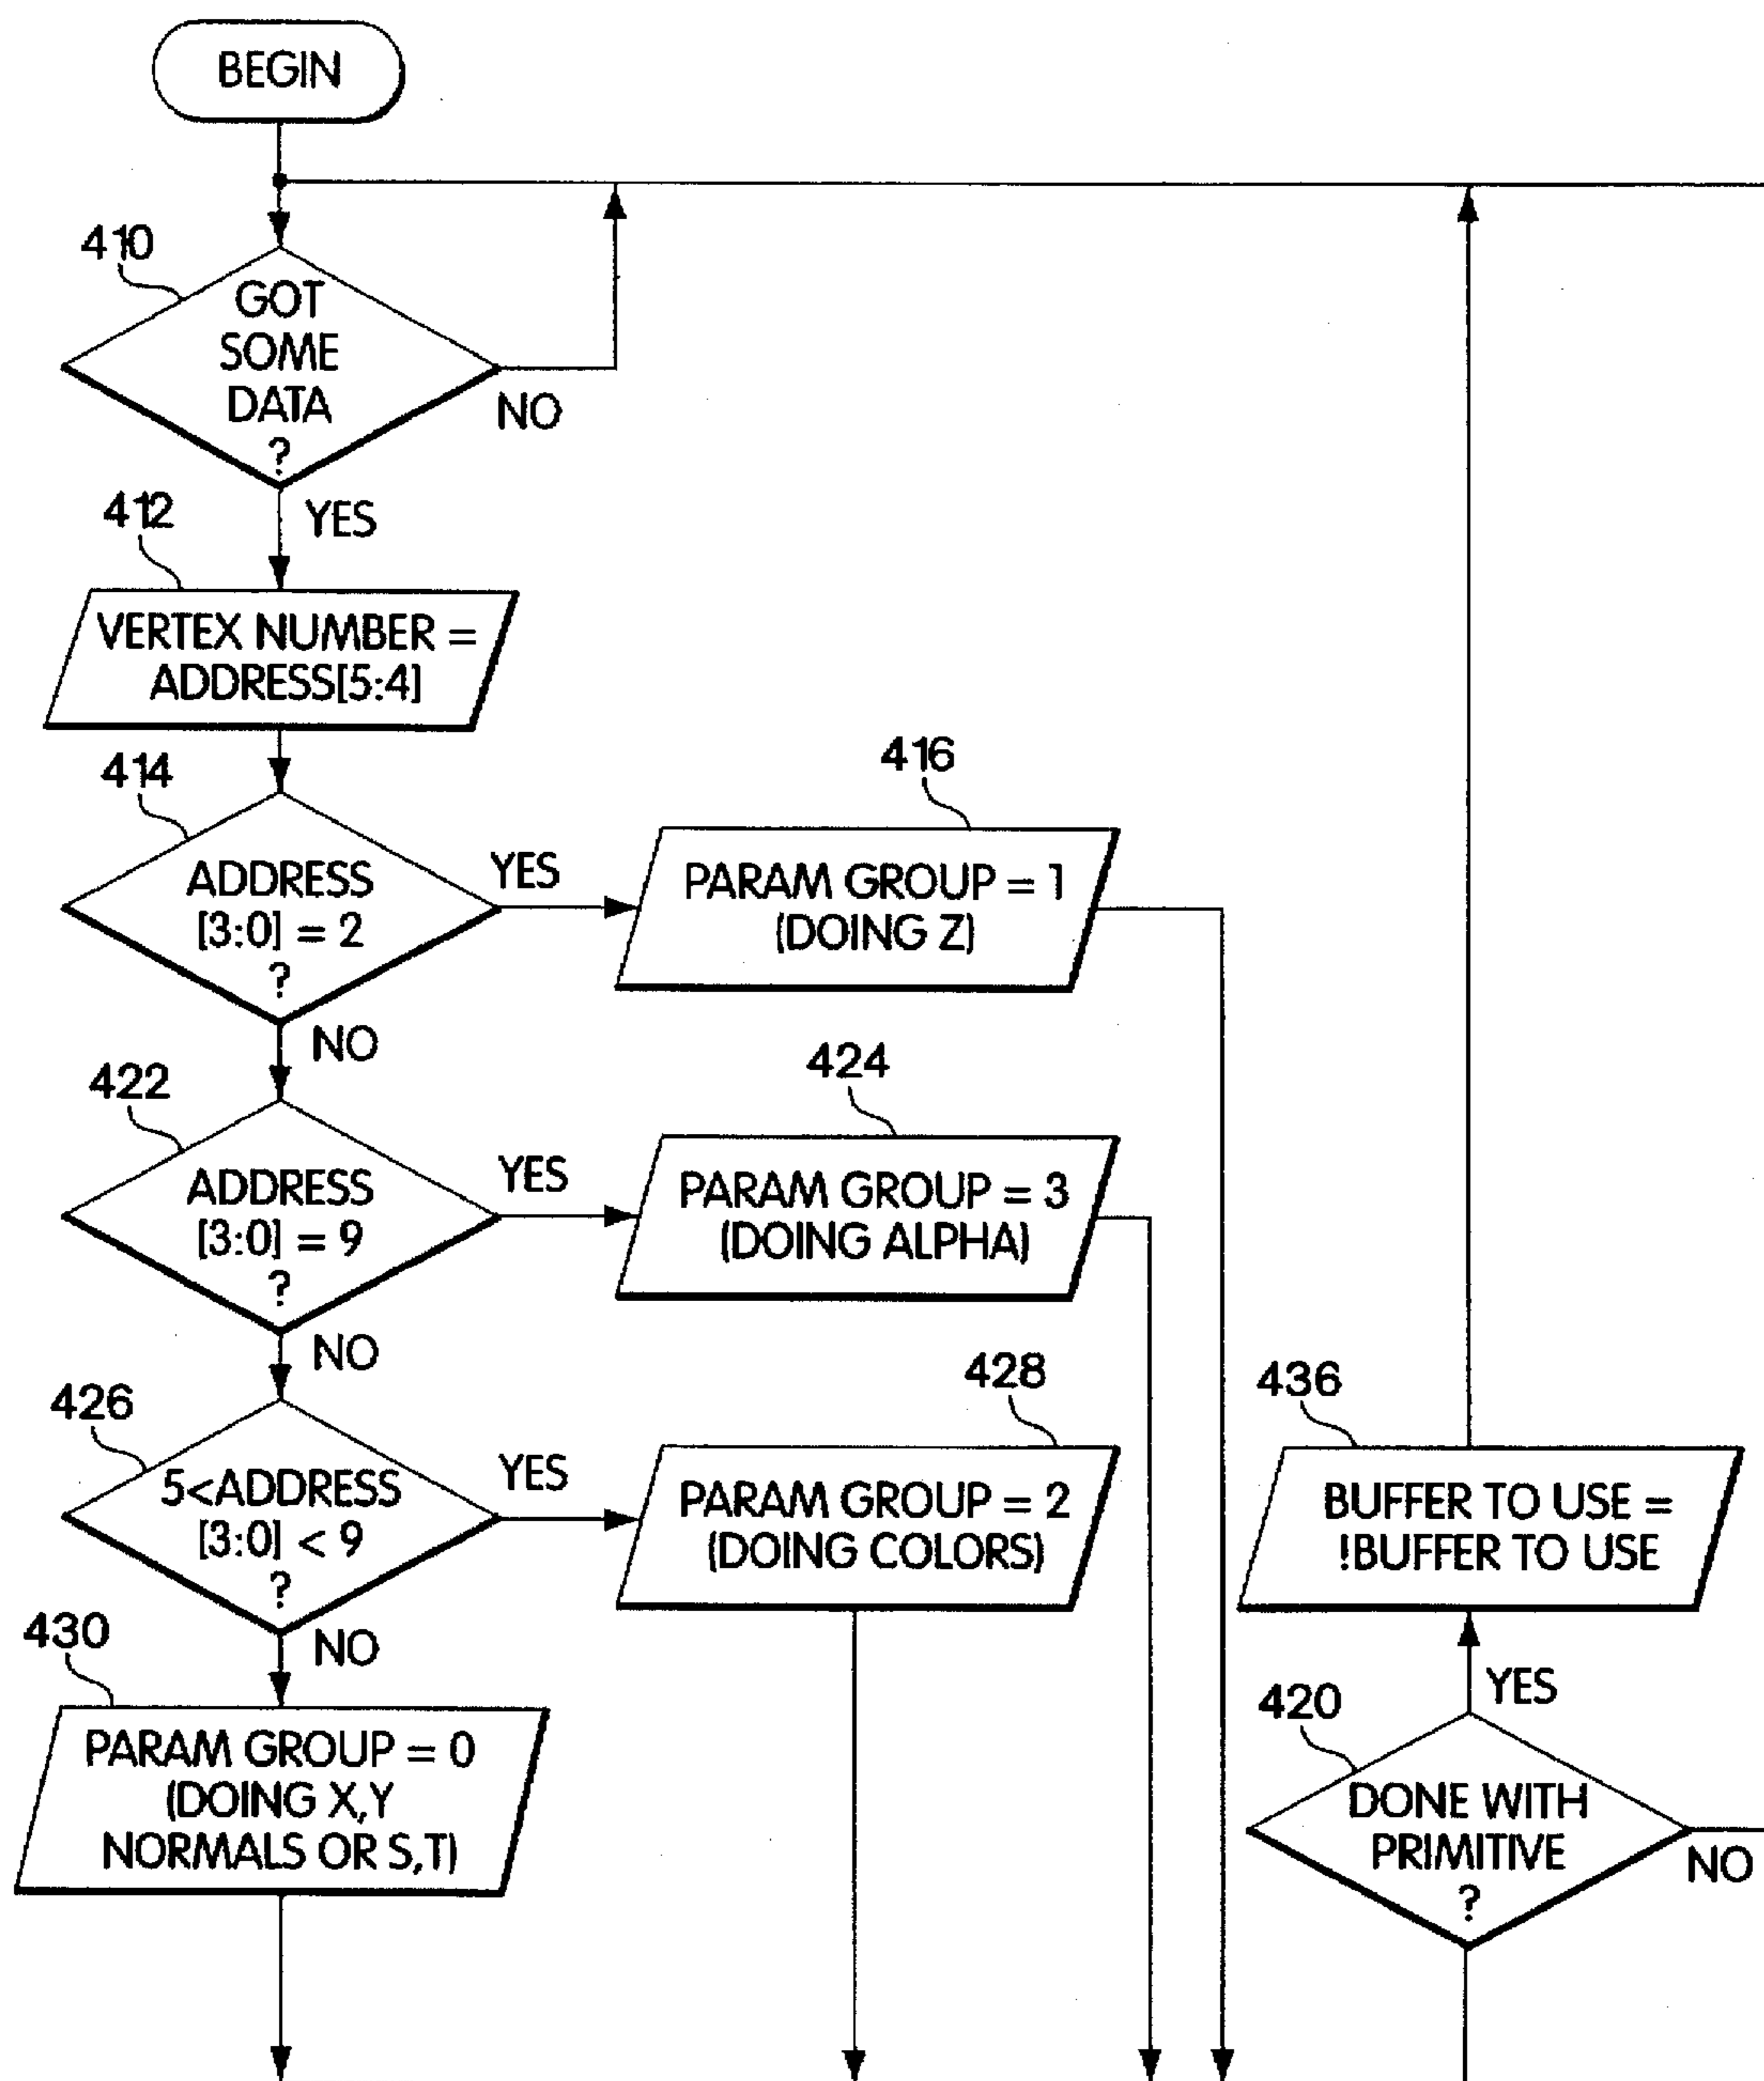 BEGIN
410
GOT
SOME
DATA
?
NO
YES
412
VERTEX NUMBER =
ADDRESS[5:4]
414
ADDRESS
[3:0] = 2
?
YES
416
PARAM GROUP = 1
(DOING Z)
NO
422
ADDRESS
[3:0] = 9
?
YES
424
PARAM GROUP = 3
(DOING ALPHA)
NO
426
5<ADDRESS
[3:0] < 9
?
YES
428
PARAM GROUP = 2
(DOING COLORS)
NO
430
PARAM GROUP = 0
(DOING X,Y
NORMALS OR S,T)
436
BUFFER TO USE =
!BUFFER TO USE
YES
420
DONE WITH
PRIMITIVE
?
NO